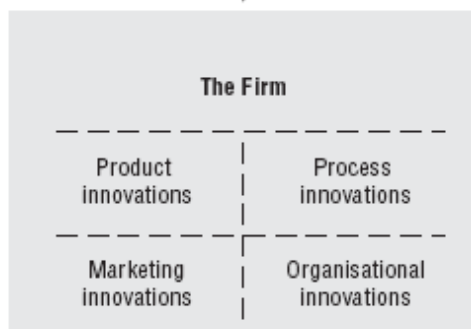 The Firm
Product
innovations
Process
innovations
Marketing
innovations
Organisational
innovations